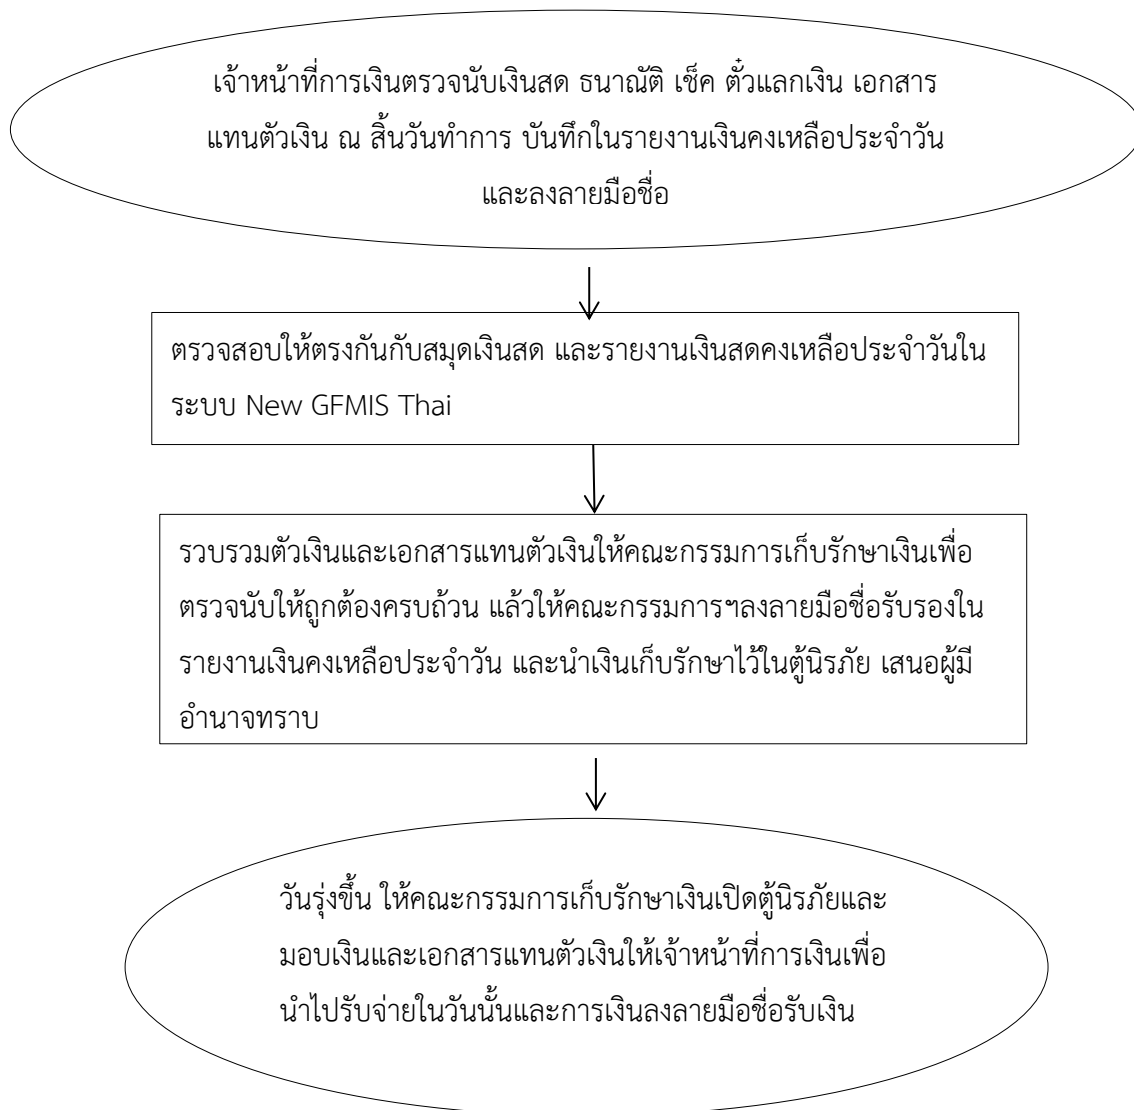 เจ้าหน้าที่การเงินตรวจนับเงินสด ธนาณัติ เช็ค ตั๋วแลกเงิน เอกสาร
แทนตัวเงิน ณ สิ้นวันทำการ บันทึกในรายงานเงินคงเหลือประจำวัน
และลงลายมือชื่อ
ตรวจสอบให้ตรงกันกับสมุดเงินสด และรายงานเงินสดคงเหลือประจำวันใน
ระบบ New GFMIS Thai
รวบรวมตัวเงินและเอกสารแทนตัวเงินให้คณะกรรมการเก็บรักษาเงินเพื่อ
ตรวจนับให้ถูกต้องครบถ้วน แล้วให้คณะกรรมการฯลงลายมือชื่อรับรองใน
รายงานเงินคงเหลือประจำวัน และนำเงินเก็บรักษาไว้ในตู้นิรภัย เสนอผู้มี
อำนาจทราบ
วันรุ่งขึ้น ให้คณะกรรมการเก็บรักษาเงินเปิดตู้นิรภัยและ
มอบเงินและเอกสารแทนตัวเงินให้เจ้าหน้าที่การเงินเพื่อ
นำไปรับจ่ายในวันนั้นและการเงินลงลายมือชื่อรับเงิน